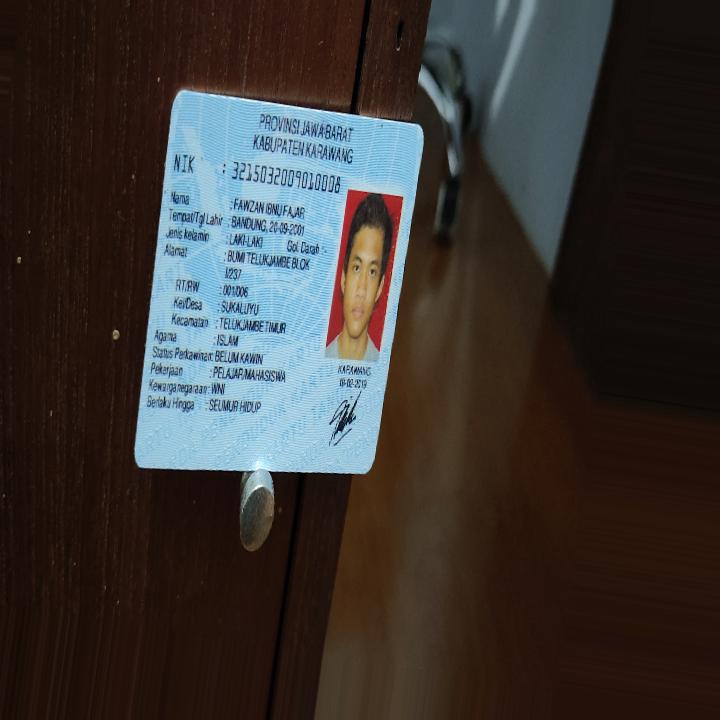 PROVINSI JAWA BARAT
KABUPATEN KARAWANG
NIK : 3215032009010008
Nama : FAWZAN IBNU FAJAR
Tempat/Tgl Lahir : BANDUNG, 20-09-2001
Jenis kelamin : LAKI-LAKI Gol. Darah :-
Alamat : BUMI TELUKJAMBE BLOK
I/237
RT/RW : 001/006
Kel/Desa : SUKALUYU
Kecamatan : TELUKJAMBE TIMUR
Agama : ISLAM
Status Perkawinan: BELUM KAWIN
Pekerjaan : PELAJAR/MAHASISWA
Kewarganegaraan: WNI
Berlaku Hingga : SEUMUR HIDUP
KARAWANG